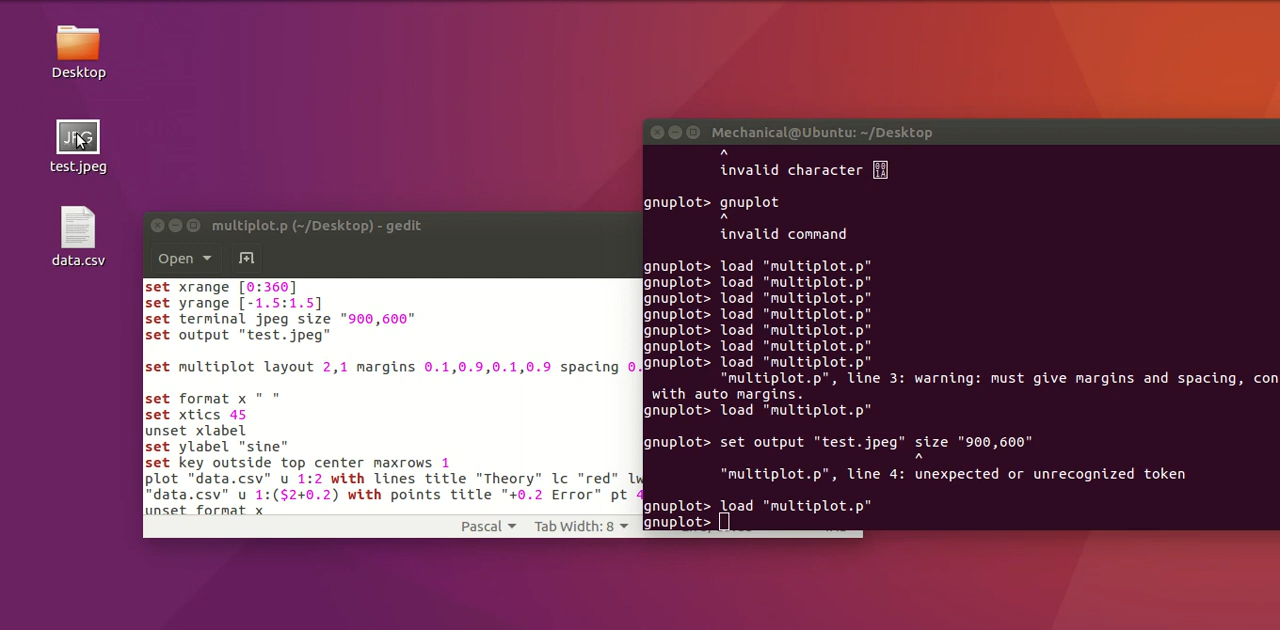 Desktop
JPG
test.jpeg
data.csv
multiplot.p (~/Desktop) - gedit
Open
set xrange [0:360]
set yrange [-1.5:1.5]
set terminal jpeg size "900,600"
set output "test.jpeg"
set multiplot layout 2,1 margins 0.1,0.9,0.1,0.9 spacing 0.
set format x " "
set xtics 45
unset xlabel
set ylabel "sine"
set key outside top center maxrows 1
plot "data.csv" u 1:2 with lines title "Theory" lc "red" lw
"data.csv" u 1:($2+0.2) with points title "+0.2 Error" pt 4
unset format x
Pascal
Tab Width: 8
Mechanical@Ubuntu: ~/Desktop
^
invalid character
gnuplot> gnuplot
^
invalid command
gnuplot> load "multiplot.p"
gnuplot> load "multiplot.p"
gnuplot> load "multiplot.p"
gnuplot> load "multiplot.p"
gnuplot> load "multiplot.p"
gnuplot> load "multiplot.p"
gnuplot> load "multiplot.p"
"multiplot.p", line 3: warning: must give margins and spacing, con
with auto margins.
gnuplot> load "multiplot.p"
gnuplot> set output "test.jpeg" size "900,600"
^
"multiplot.p", line 4: unexpected or unrecognized token
gnuplot> load "multiplot.p"
gnuplot>